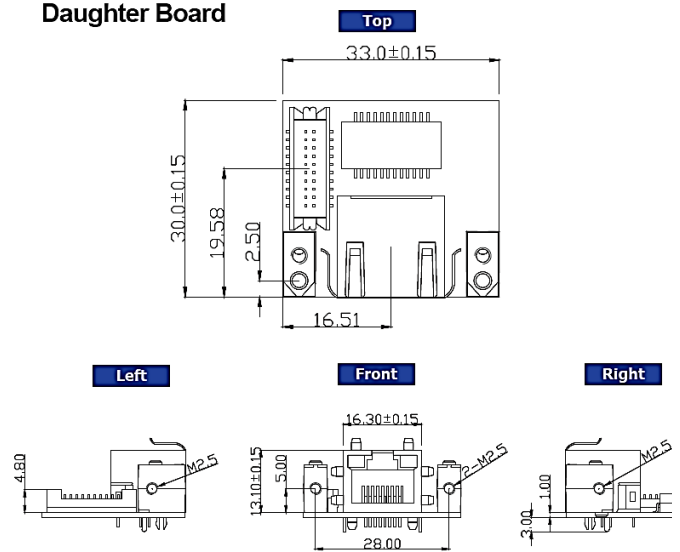 Daughter Board
Top
33.0±0.15
30.0±0.15
19.58
2.50
16.51
Left
Front
Right
4.80
M2.5
16.30±0.15
13.10±0.15
5.00
2-M2.5
28.00
M2.5
1.00
3.00